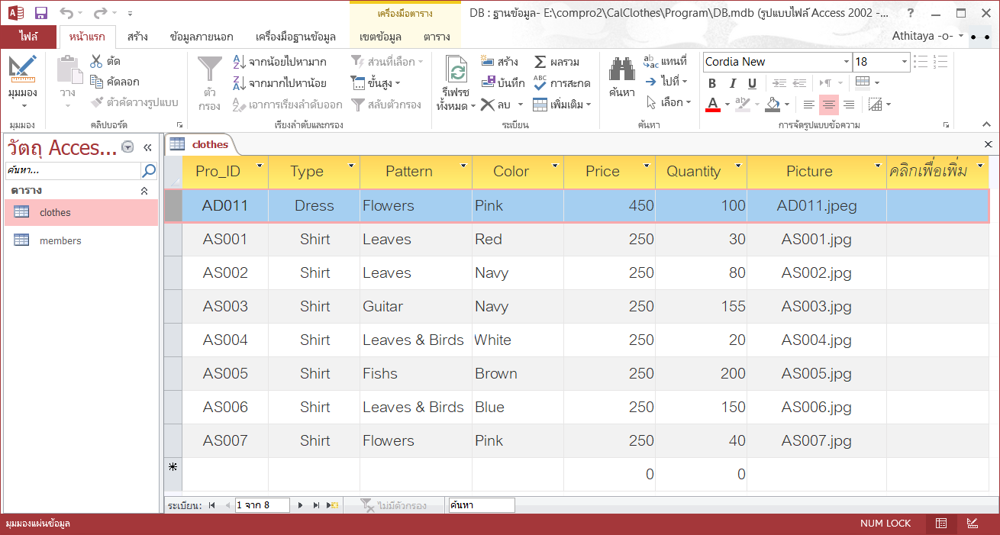 เครื่องมือตาราง
DB : ฐานข้อมูล- E:\compro2\CalClothes\Program\DB.mdb (รูปแบบไฟล์ Access 2002 -...
ไฟล์ หน้าแรก สร้าง ข้อมูลภายนอก เครื่องมือฐานข้อมูล เขตข้อมูล ตาราง Athitaya -o-
ตัด จากน้อยไปหามาก ส่วนที่เลือก สร้าง ผลรวม แทนที่ Cordia New 18
มุมมอง วาง คัดลอก ตัวกรอง จากมากไปหาน้อย ขั้นสูง รีเฟรชทั้งหมด บันทึก การสะกด ค้นหา ไปที่ B I U
ตัวคัดวางรูปแบบ เอาการเรียงลำดับออก สลับตัวกรอง ลบ เพิ่มเติม เลือก A
มุมมอง คลิปบอร์ด เรียงลำดับและกรอง ระเบียน ค้นหา การจัดรูปแบบข้อความ
วัตถุ Acces...
ค้นหา...
ตาราง
clothes
members
clothes
Pro_ID Type Pattern Color Price Quantity Picture คลิกเพื่อเพิ่ม
AD011 Dress Flowers Pink 450 100 AD011.jpeg
AS001 Shirt Leaves Red 250 30 AS001.jpg
AS002 Shirt Leaves Navy 250 80 AS002.jpg
AS003 Shirt Guitar Navy 250 155 AS003.jpg
AS004 Shirt Leaves & Birds White 250 20 AS004.jpg
AS005 Shirt Fishs Brown 250 200 AS005.jpg
AS006 Shirt Leaves & Birds Blue 250 150 AS006.jpg
AS007 Shirt Flowers Pink 250 40 AS007.jpg
0 0
ระเบียน: 1 จาก 8 ไม่มีตัวกรอง ค้นหา
มุมมองแผ่นข้อมูล NUM LOCK